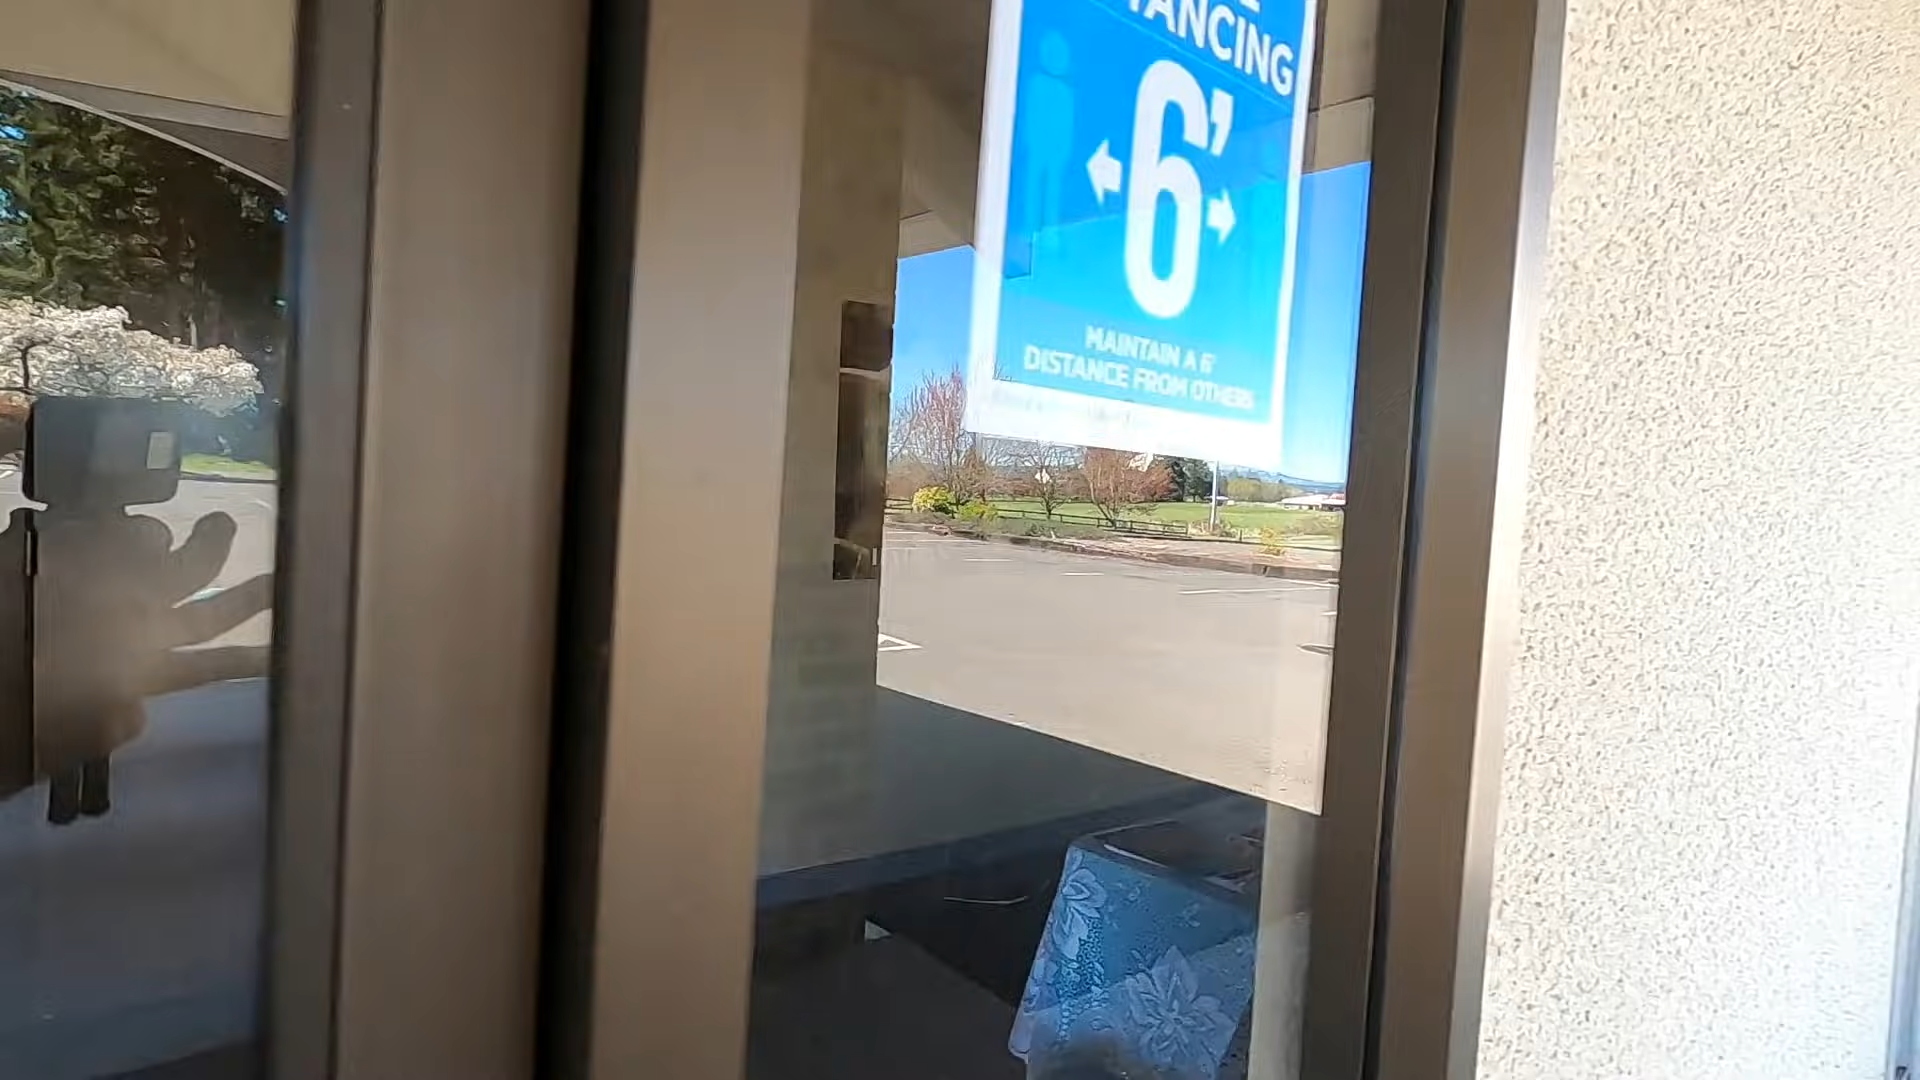 TANCING
6'
MAINTAIN A 6'
DISTANCE FROM OTHERS